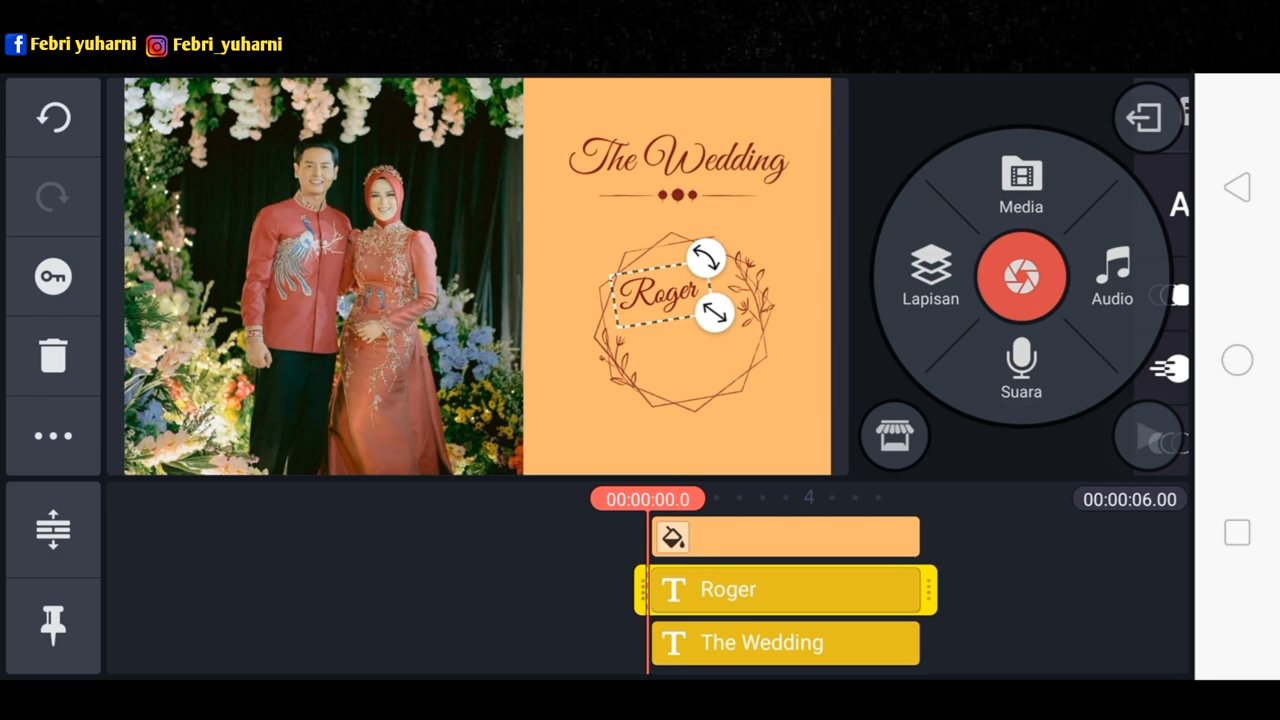 Febri yuharni Febri_yuharni
The Wedding
Roger
Media
Lapisan
Audio
Suara
A
00:00:00.0
4
00:00:06.00
Roger
The Wedding